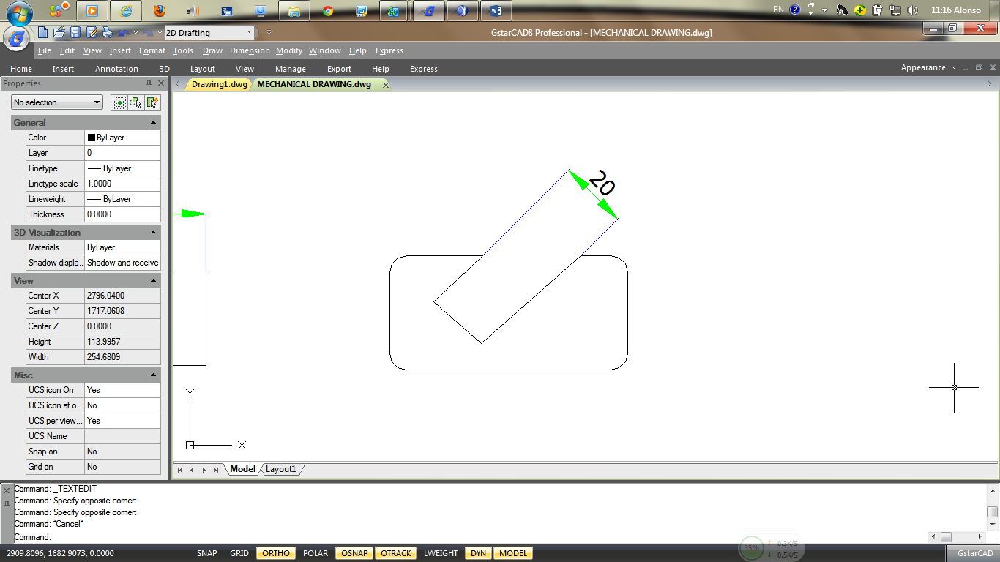 EN
11:16 Alonso
2D Drafting
GstarCAD8 Professional - [MECHANICAL DRAWING.dwg]
File Edit View Insert Format Tools Draw Dimension Modify Window Help Express
Home Insert Annotation 3D Layout View Manage Export Help Express Appearance
Properties
Drawing1.dwg MECHANICAL DRAWING.dwg
No selection
General
Color ByLayer
Layer 0
Linetype ByLayer
Linetype scale 1.0000
Lineweight ByLayer
Thickness 0.0000
3D Visualization
Materials ByLayer
Shadow displa.. Shadow and receive
View
Center X 2796.0400
Center Y 1717.0608
Center Z 0.0000
Height 113.9957
Width 254.6809
Misc
UCS icon On Yes
UCS icon at o... No
UCS per view... Yes
UCS Name
Snap on No
Grid on No
20
Y
X
Model Layout1
Command: _TEXTEDIT
Command: Specify opposite corner:
Command: Specify opposite corner:
Command: *Cancel*
Command:
2909.8096, 1682.9073, 0.0000 SNAP GRID ORTHO POLAR OSNAP OTRACK LWEIGHT DYN MODEL
35%
0.3K/S
0.5K/S
GstarCAD